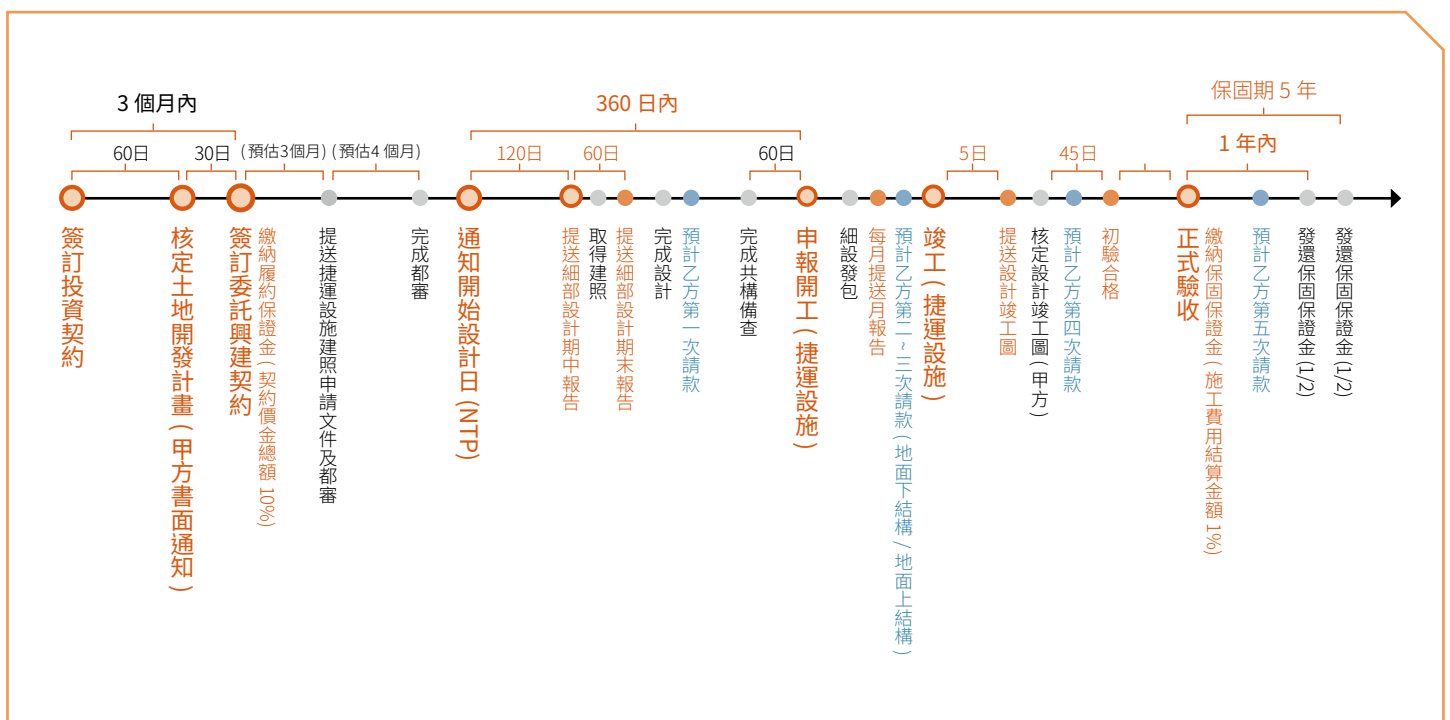 3 個月內
360 日內
保固期 5 年
1 年內
60日
30日
(預估3個月)
(預估4 個月)
120日
60日
60日
5日
45日
簽訂投資契約
核定土地開發計畫(甲方書面通知)
簽訂委託興建契約
繳納履約保證金(契約價金總額 10%)
提送捷運設施建照申請文件及都審
完成都審
通知開始設計日(NTP)
提送細部設計期中報告
取得建照
提送細部設計期末報告
完成設計
預計乙方第一次請款
完成共構備查
申報開工(捷運設施)
細設發包
每月提送月報告
預計乙方第二~三次請款(地面下結構/地面上結構)
竣工(捷運設施)
提送設計竣工圖
核定設計竣工圖(甲方)
預計乙方第四次請款
初驗合格
正式驗收
繳納保固保證金(施工費用結算金額 1%)
預計乙方第五次請款
發還保固保證金(1/2)
發還保固保證金(1/2)